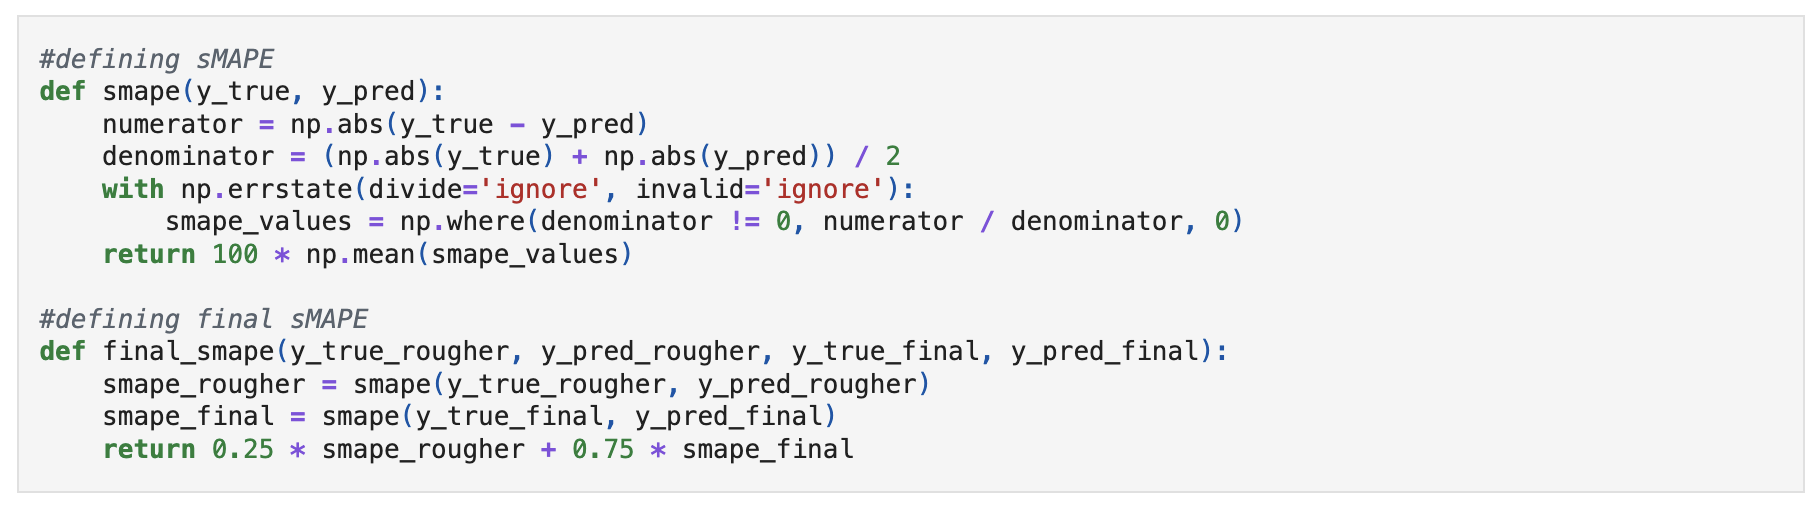 #defining sMAPE
def smape(y_true, y_pred):
    numerator = np.abs(y_true - y_pred)
    denominator = (np.abs(y_true) + np.abs(y_pred)) / 2
    with np.errstate(divide='ignore', invalid='ignore'):
        smape_values = np.where(denominator != 0, numerator / denominator, 0)
    return 100 * np.mean(smape_values)

#defining final sMAPE
def final_smape(y_true_rougher, y_pred_rougher, y_true_final, y_pred_final):
    smape_rougher = smape(y_true_rougher, y_pred_rougher)
    smape_final = smape(y_true_final, y_pred_final)
    return 0.25 * smape_rougher + 0.75 * smape_final